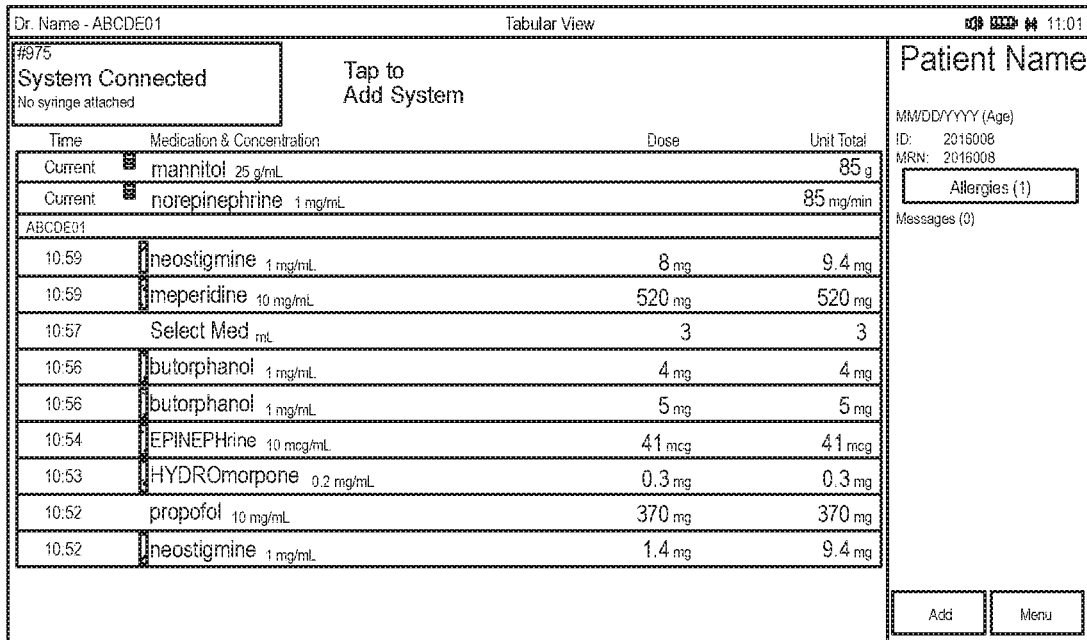 Dr. Name - ABCDE01 Tabular View 11:01
#975
System Connected
No syringe attached
Tap to
Add System
Patient Name
MM/DD/YYYY (Age)
ID: 2016008
MRN: 2016008
Allergies (1)
Messages (0)
Time Medication & Concentration Dose Unit Total
Current mannitol 25 g/mL 85 g
Current norepinephrine 1 mg/mL 85 mg/min
ABCDE01
10:59 neostigmine 1 mg/mL 8 mg 9.4 mg
10:59 meperidine 10 mg/mL 520 mg 520 mg
10:57 Select Med mL 3 3
10:56 butorphanol 1 mg/mL 4 mg 4 mg
10:56 butorphanol 1 mg/mL 5 mg 5 mg
10:54 EPINEPHrine 10 mcg/mL 41 mcg 41 mcg
10:53 HYDROmorpone 0.2 mg/mL 0.3 mg 0.3 mg
10:52 propofol 10 mg/mL 370 mg 370 mg
10:52 neostigmine 1 mg/mL 1.4 mg 9.4 mg
Add Menu